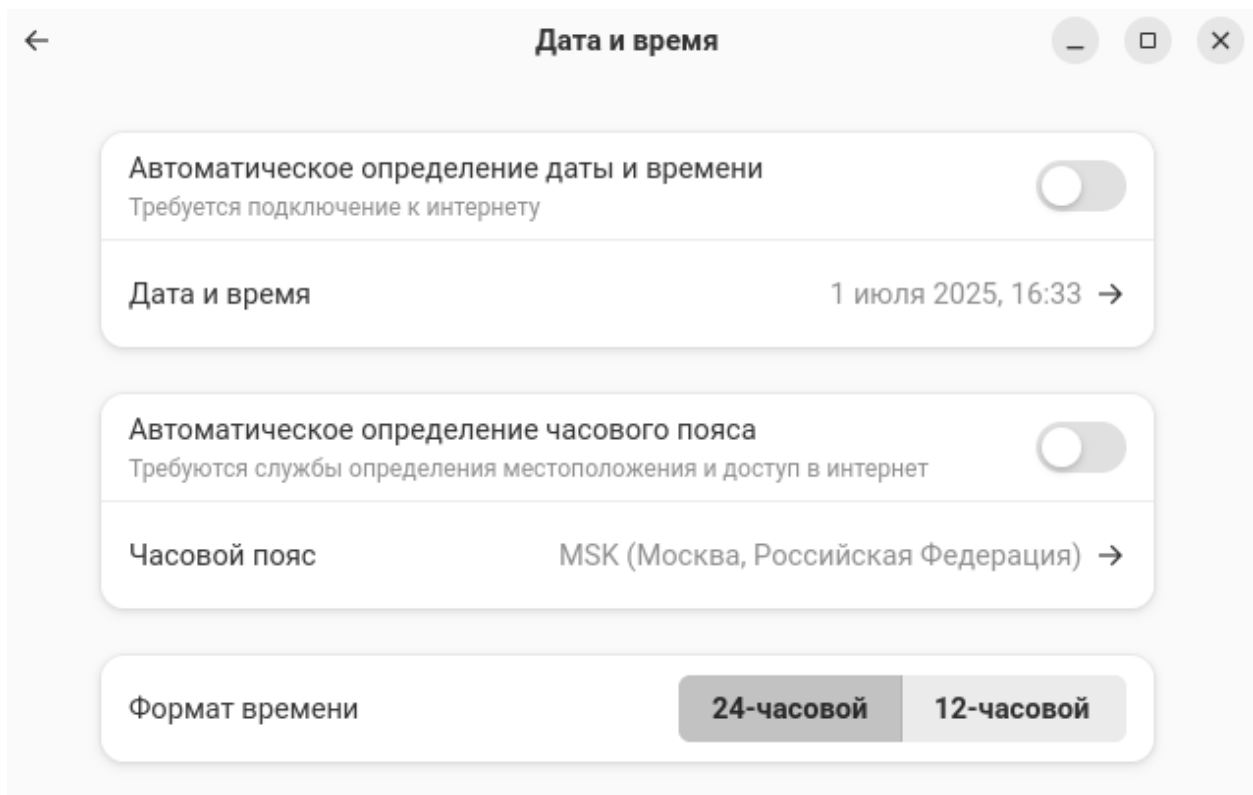 Дата и время
Автоматическое определение даты и времени
Требуется подключение к интернету
Дата и время 1 июля 2025, 16:33
Автоматическое определение часового пояса
Требуются службы определения местоположения и доступ в интернет
Часовой пояс MSK (Москва, Российская Федерация)
Формат времени 24-часовой 12-часовой